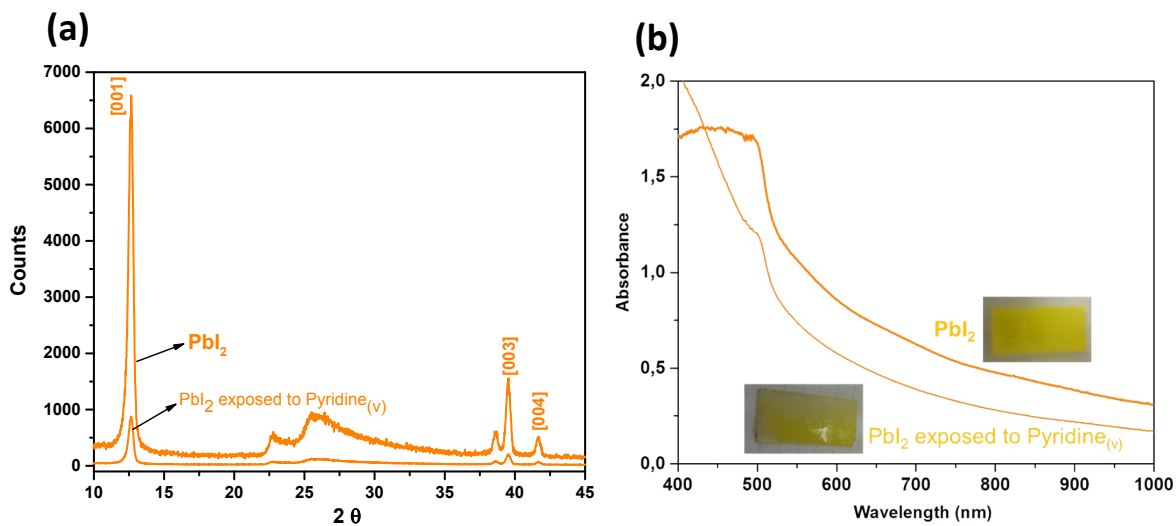 (a)
7000
6000
5000
4000
3000
2000
1000
0
Counts
[001]
PbI₂
PbI₂ exposed to Pyridine₍ᵥ₎
[003]
[004]
10 15 20 25 30 35 40 45
2 θ
(b)
2,0
1,5
1,0
0,5
0,0
Absorbance
PbI₂
PbI₂ exposed to Pyridine₍ᵥ₎
400 500 600 700 800 900 1000
Wavelength (nm)